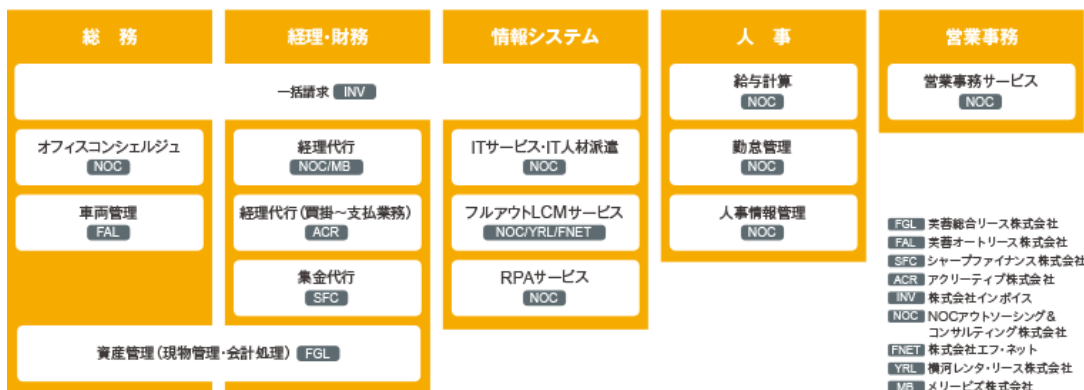 総 務
経理・財務
情報システム
人 事
営業事務
一括請求 INV
オフィスコンシェルジュ
NOC
車両管理
FAL
経理代行
NOC/MB
経理代行(買掛～支払業務)
ACR
集金代行
SFC
資産管理(現物管理・会計処理) FGL
ITサービス・IT人材派遣
NOC
フルアウトLCMサービス
NOC/YRL/FNET
RPAサービス
NOC
給与計算
NOC
勤怠管理
NOC
人事情報管理
NOC
営業事務サービス
NOC
FGL 芙蓉総合リース株式会社
FAL 芙蓉オートリース株式会社
SFC シャープファイナンス株式会社
ACR アクリーティブ株式会社
INV 株式会社インボイス
NOC NOCアウトソーシング&
コンサルティング株式会社
FNET 株式会社エフ・ネット
YRL 横河レンタ・リース株式会社
MB メリービズ株式会社